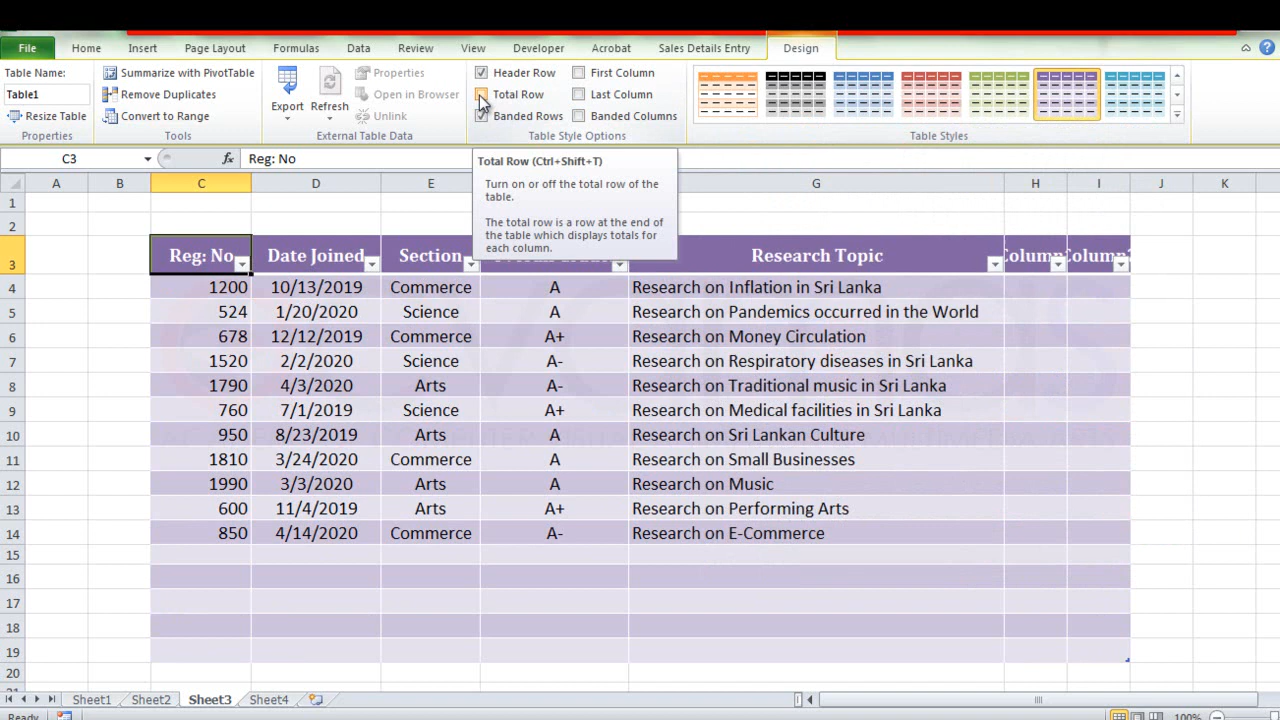 File Home Insert Page Layout Formulas Data Review View Developer Acrobat Sales Details Entry Design
Table Name: Summarize with PivotTable Properties Header Row First Column
Table1 Remove Duplicates Open in Browser Total Row Last Column
Resize Table Convert to Range Export Refresh Unlink Banded Rows Banded Columns
Properties Tools External Table Data Table Style Options Table Styles
C3 fx Reg: No
Total Row (Ctrl+Shift+T)
Turn on or off the total row of the
table.
The total row is a row at the end of
the table which displays totals for
each column.
A B C D E G H I J K
1
2
3 Reg: No Date Joined Section Research Topic Column Column
4 1200 10/13/2019 Commerce A Research on Inflation in Sri Lanka
5 524 1/20/2020 Science A Research on Pandemics occurred in the World
6 678 12/12/2019 Commerce A+ Research on Money Circulation
7 1520 2/2/2020 Science A- Research on Respiratory diseases in Sri Lanka
8 1790 4/3/2020 Arts A- Research on Traditional music in Sri Lanka
9 760 7/1/2019 Science A+ Research on Medical facilities in Sri Lanka
10 950 8/23/2019 Arts A Research on Sri Lankan Culture
11 1810 3/24/2020 Commerce A Research on Small Businesses
12 1990 3/3/2020 Arts A Research on Music
13 600 11/4/2019 Arts A+ Research on Performing Arts
14 850 4/14/2020 Commerce A- Research on E-Commerce
15
16
17
18
19
20
Sheet1 Sheet2 Sheet3 Sheet4
Ready 100%